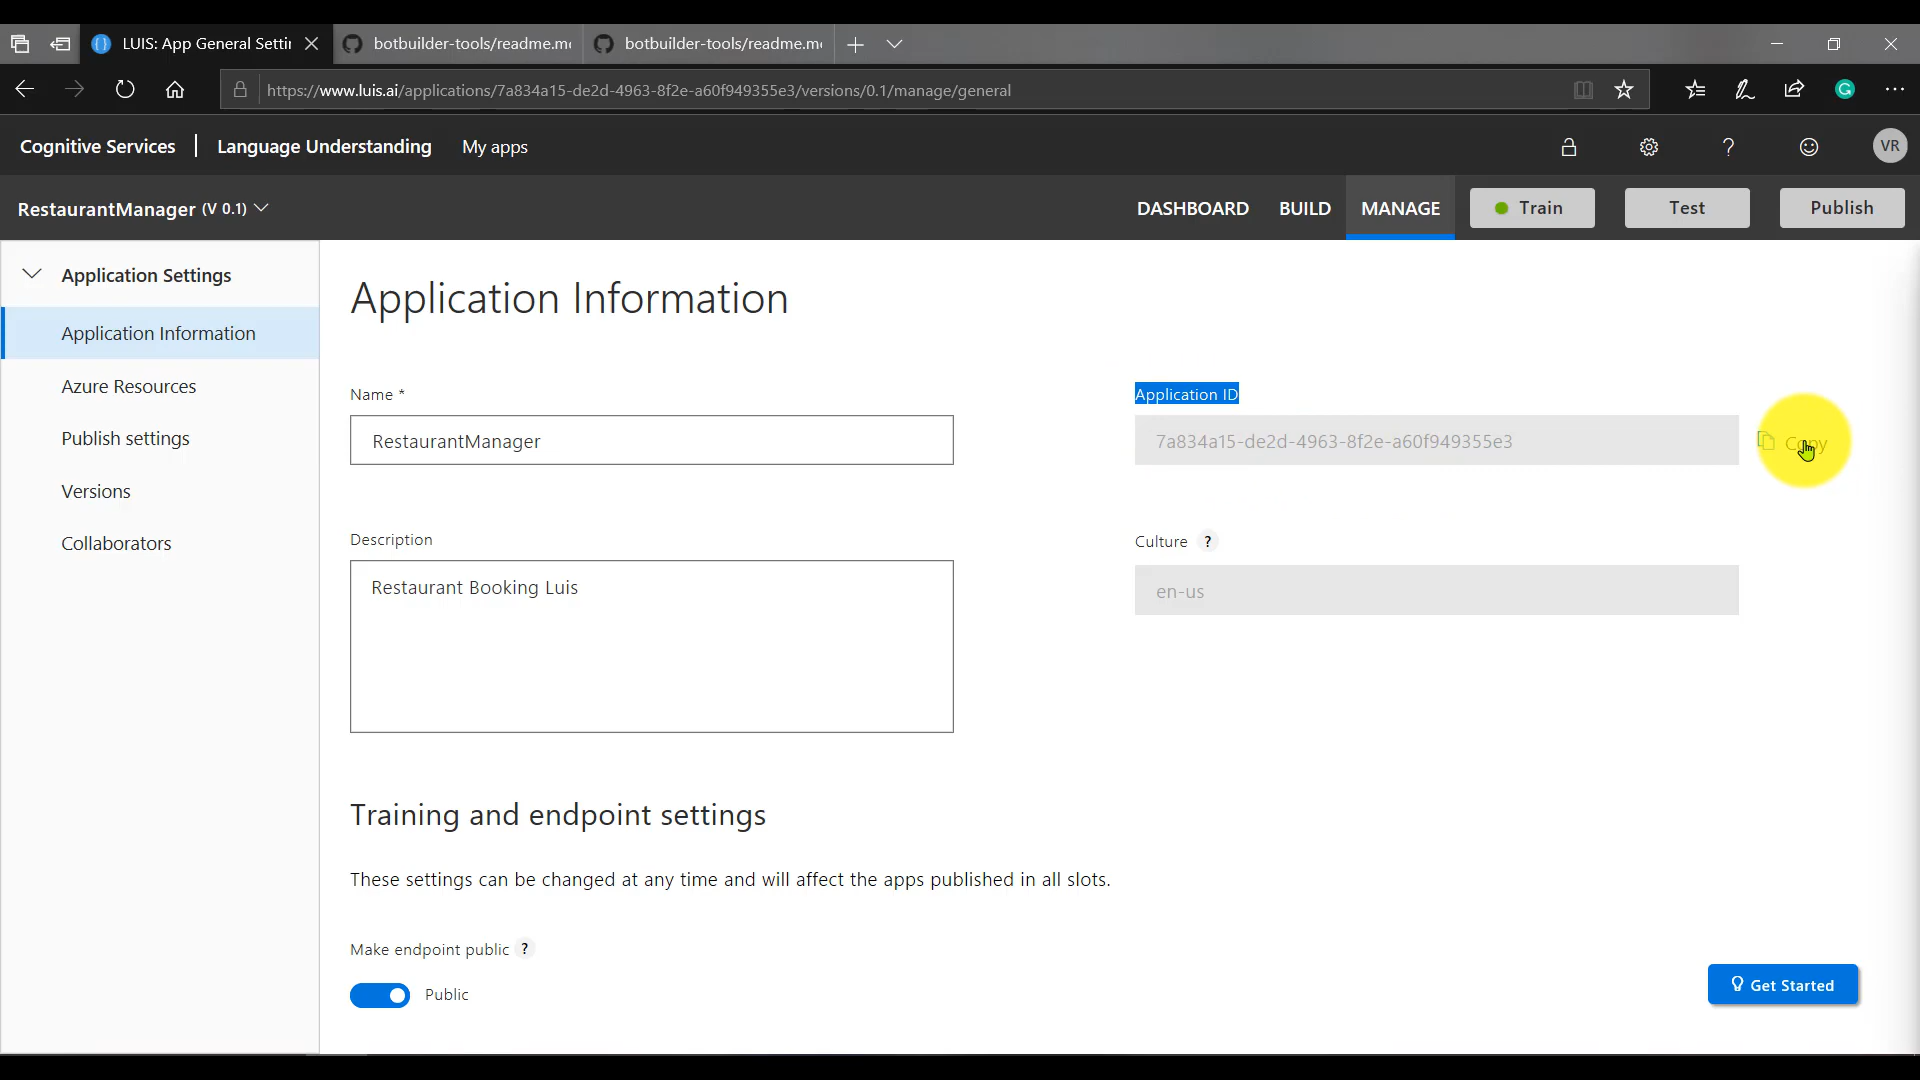 LUIS: App General Settin
botbuilder-tools/readme.m
botbuilder-tools/readme.m
https://www.luis.ai/applications/7a834a15-de2d-4963-8f2e-a60f949355e3/versions/0.1/manage/general
G
Cognitive Services
Language Understanding
My apps
?
VR
RestaurantManager (V 0.1)
DASHBOARD
BUILD
MANAGE
Train
Test
Publish
Application Settings
Application Information
Azure Resources
Publish settings
Versions
Collaborators
Application Information
Name *
RestaurantManager
Application ID
7a834a15-de2d-4963-8f2e-a60f949355e3
Copy
Description
Restaurant Booking Luis
Culture ?
en-us
Training and endpoint settings
These settings can be changed at any time and will affect the apps published in all slots.
Make endpoint public ?
Public
Get Started